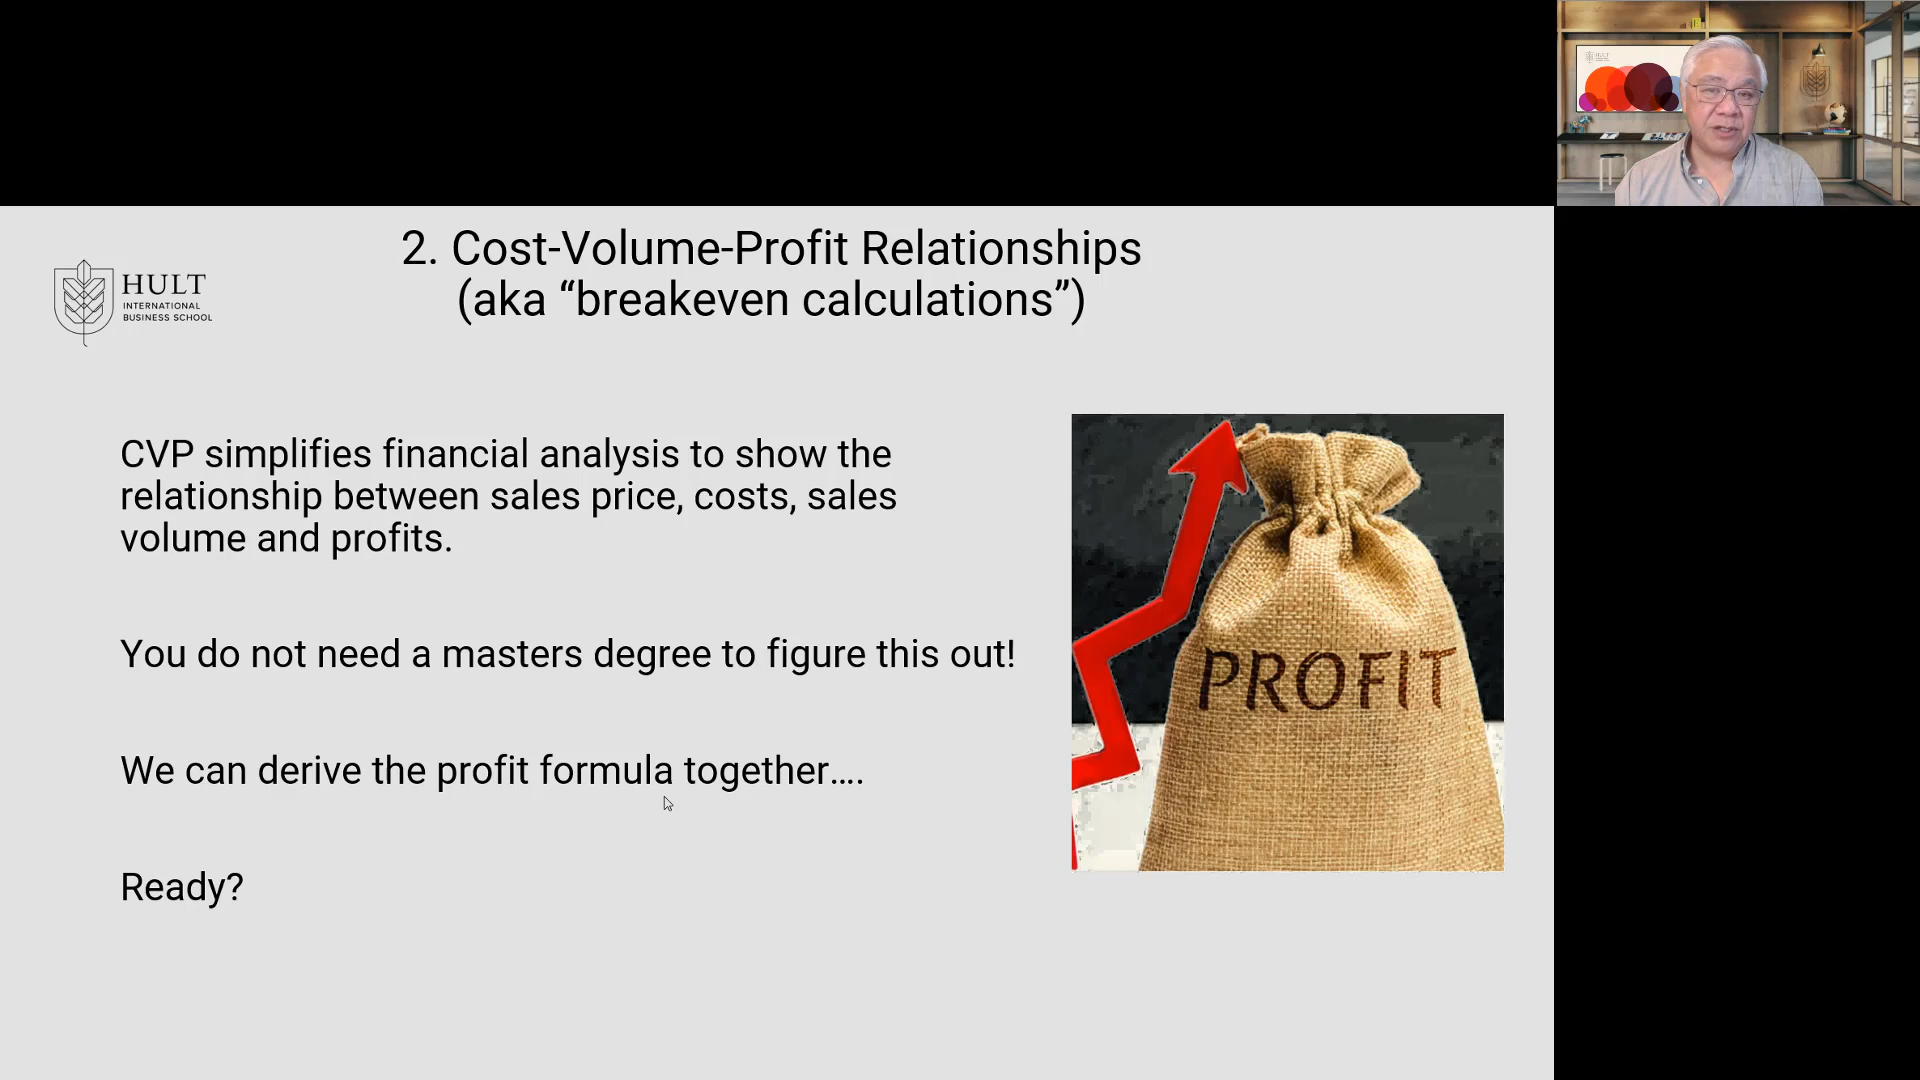 2. Cost-Volume-Profit Relationships
(aka “breakeven calculations”)
HULT
INTERNATIONAL
BUSINESS SCHOOL
CVP simplifies financial analysis to show the
relationship between sales price, costs, sales
volume and profits.
You do not need a masters degree to figure this out!
We can derive the profit formula together....
Ready?
PROFIT